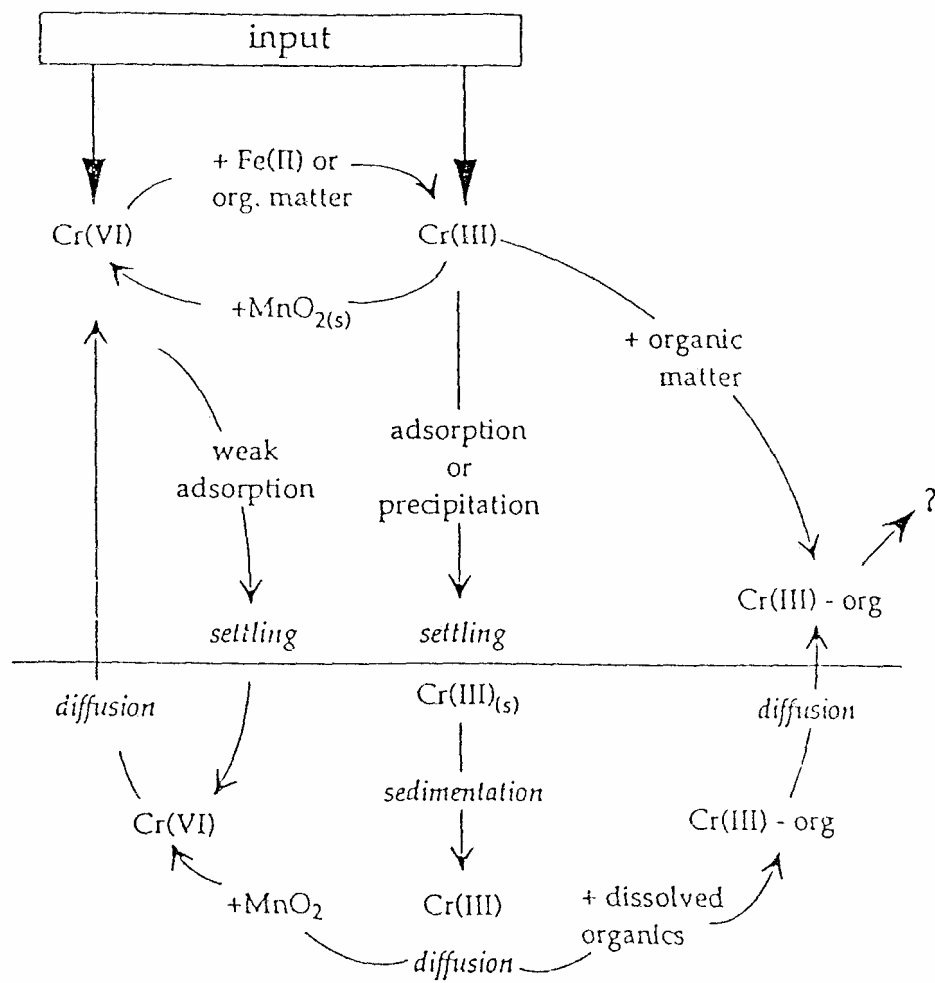 input
+ Fe(II) or
org. matter
Cr(VI)
Cr(III)
+MnO2(s)
+ organic
matter
weak
adsorption
adsorption
or
precipitation
?
Cr(III) - org
settling
settling
diffusion
Cr(III)(s)
diffusion
sedimentation
Cr(VI)
Cr(III) - org
+MnO2
Cr(III)
+ dissolved
organics
diffusion